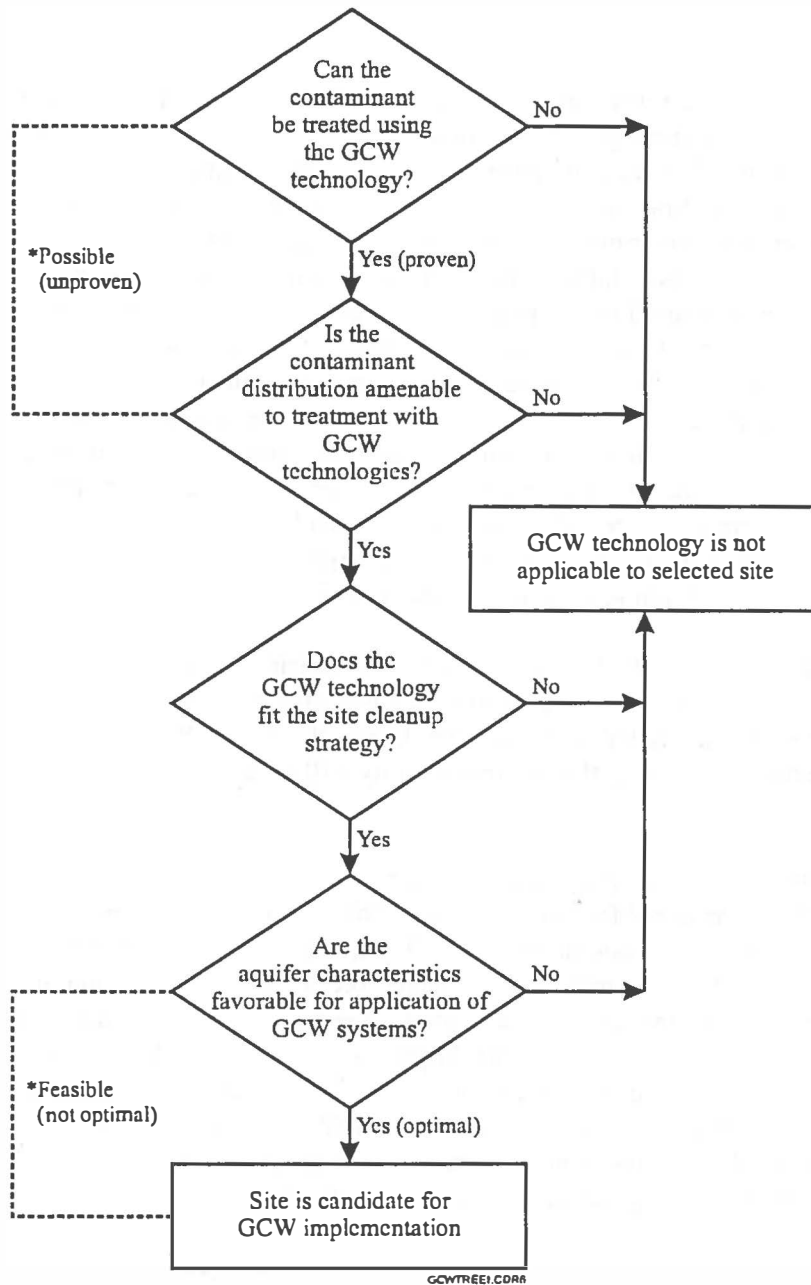 Can the
contaminant
be treated using
the GCW
technology?
No
*Possible
(unproven)
Yes (proven)
Is the
contaminant
distribution amenable
to treatment with
GCW
technologies?
No
Yes
GCW technology is not
applicable to selected site
Does the
GCW technology
fit the site cleanup
strategy?
No
Yes
Are the
aquifer characteristics
favorable for application of
GCW systems?
No
*Feasible
(not optimal)
Yes (optimal)
Site is candidate for
GCW implementation
GCWTREE1.CDR6